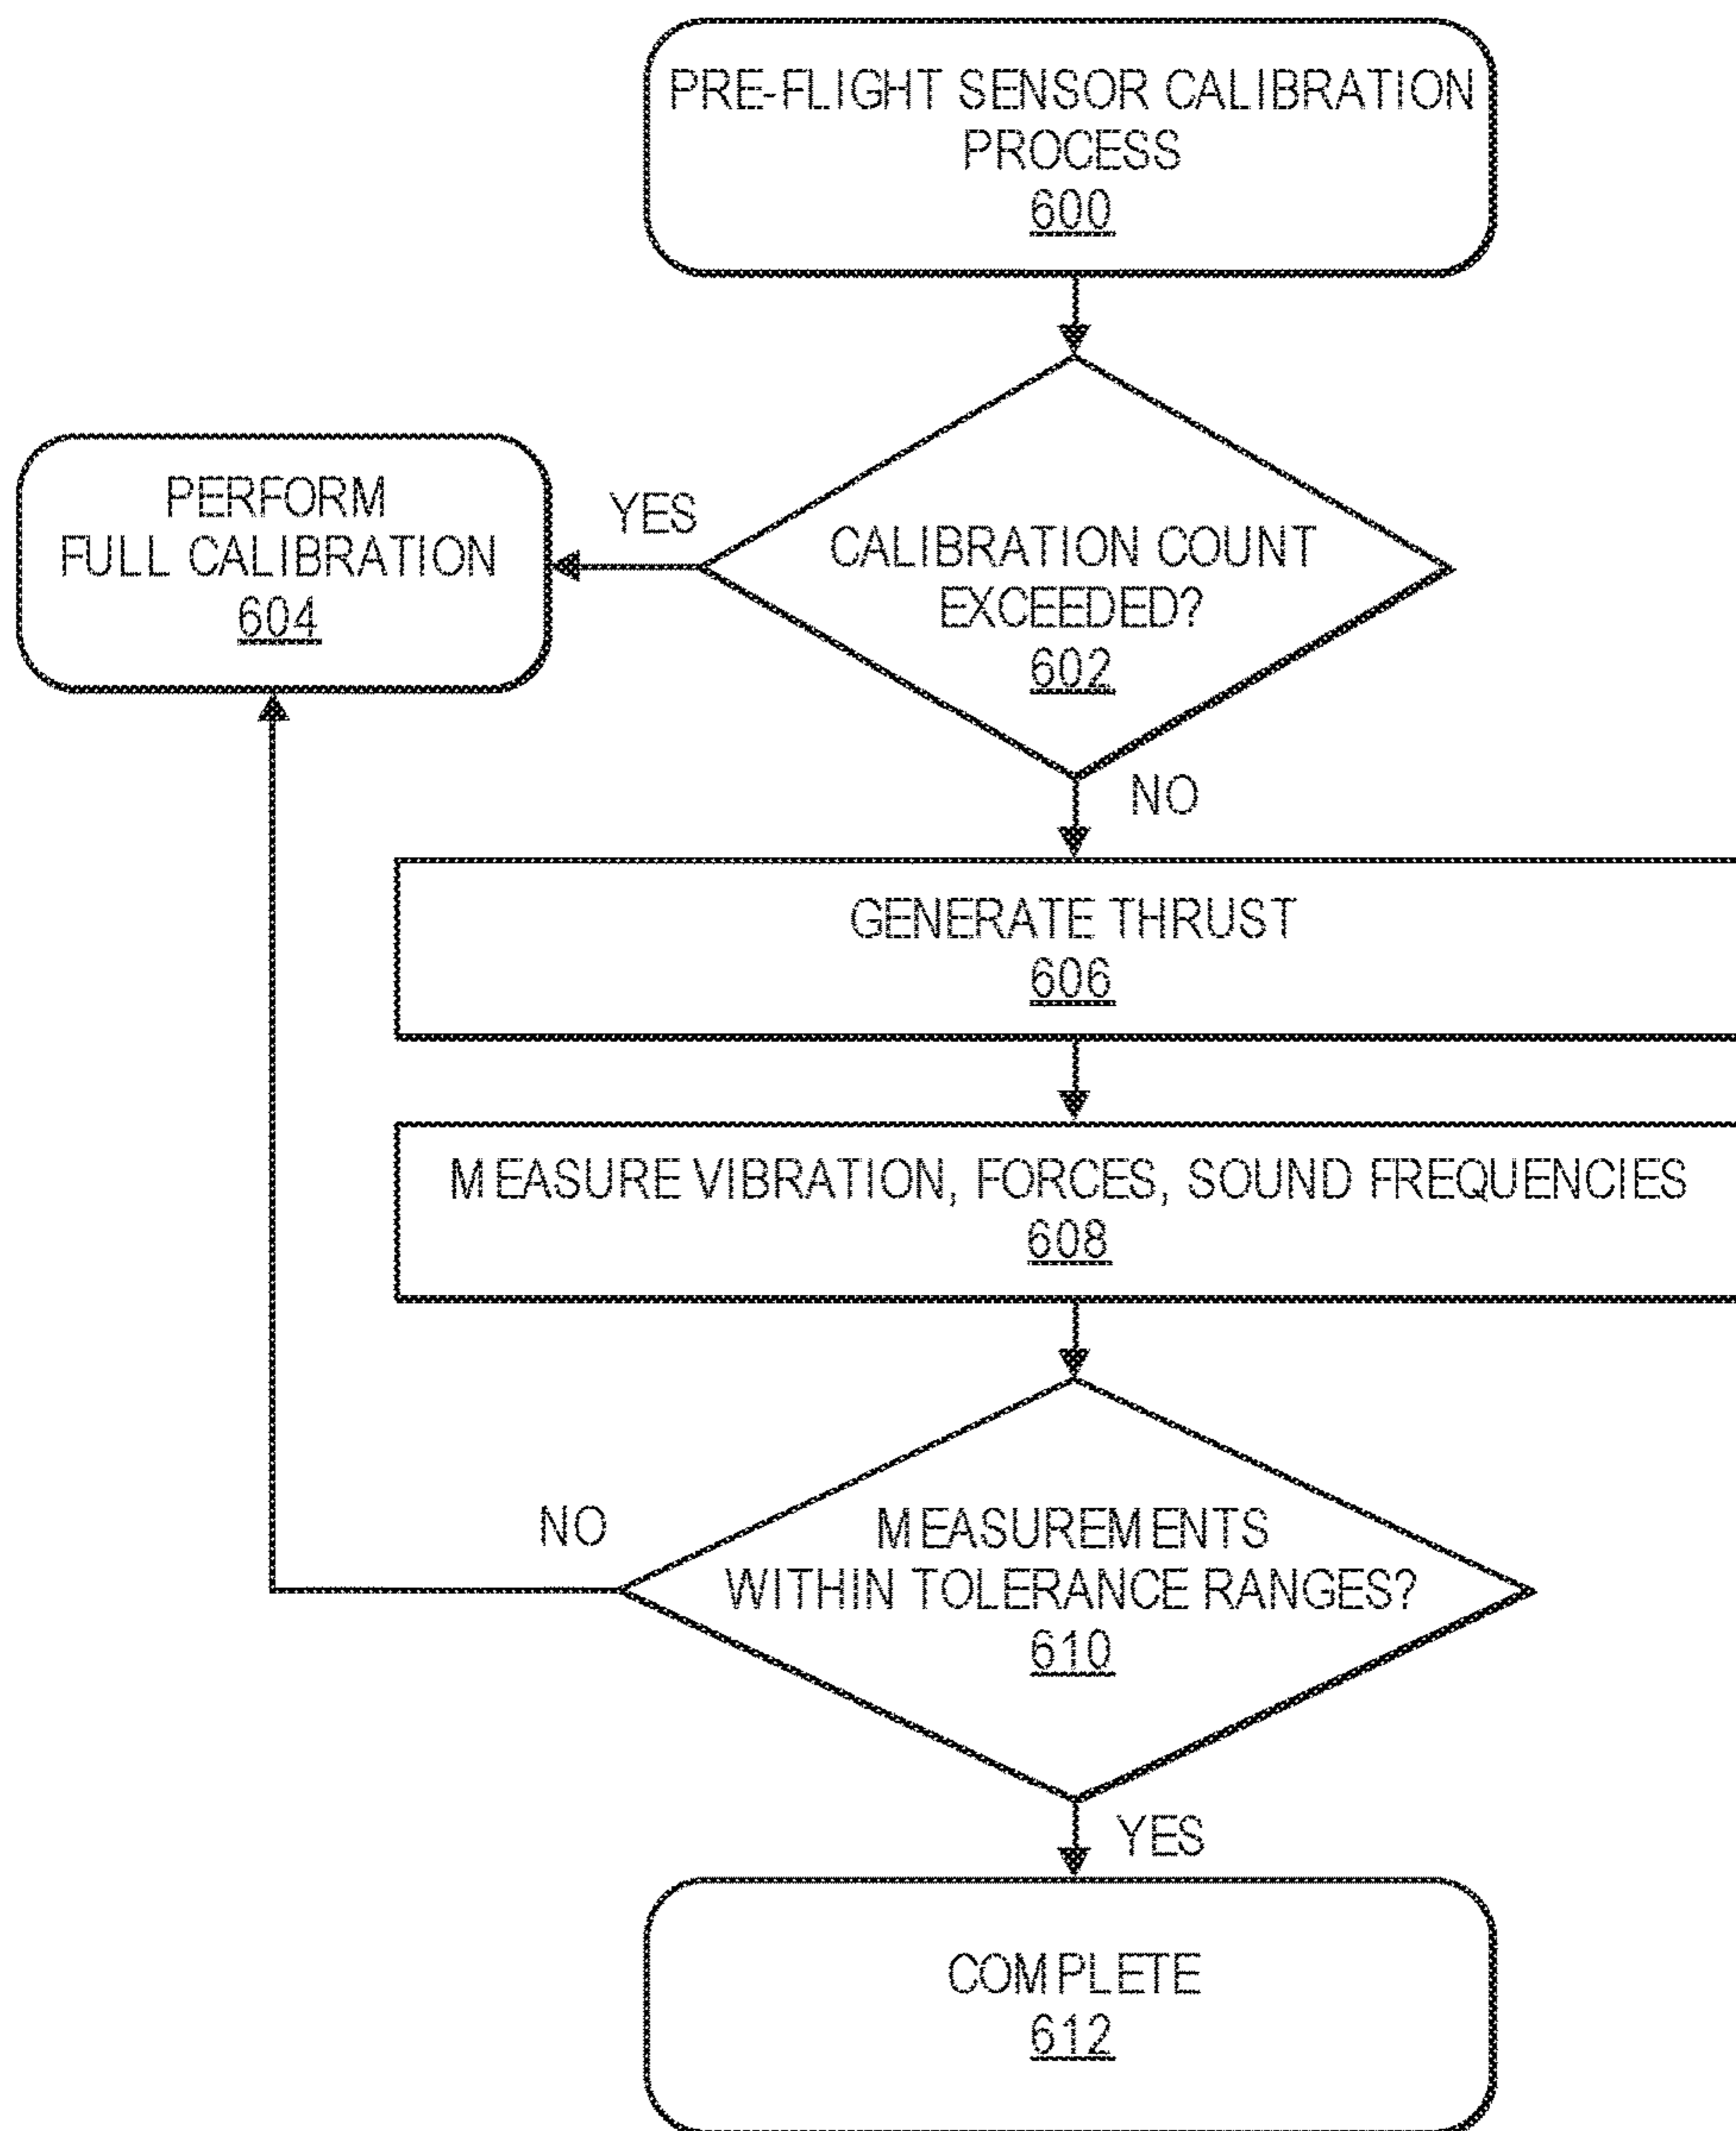 PRE-FLIGHT SENSOR CALIBRATION
PROCESS
600
PERFORM
FULL CALIBRATION
604
YES
CALIBRATION COUNT
EXCEEDED?
602
NO
GENERATE THRUST
606
MEASURE VIBRATION, FORCES, SOUND FREQUENCIES
608
NO
MEASUREMENTS
WITHIN TOLERANCE RANGES?
610
YES
COMPLETE
612